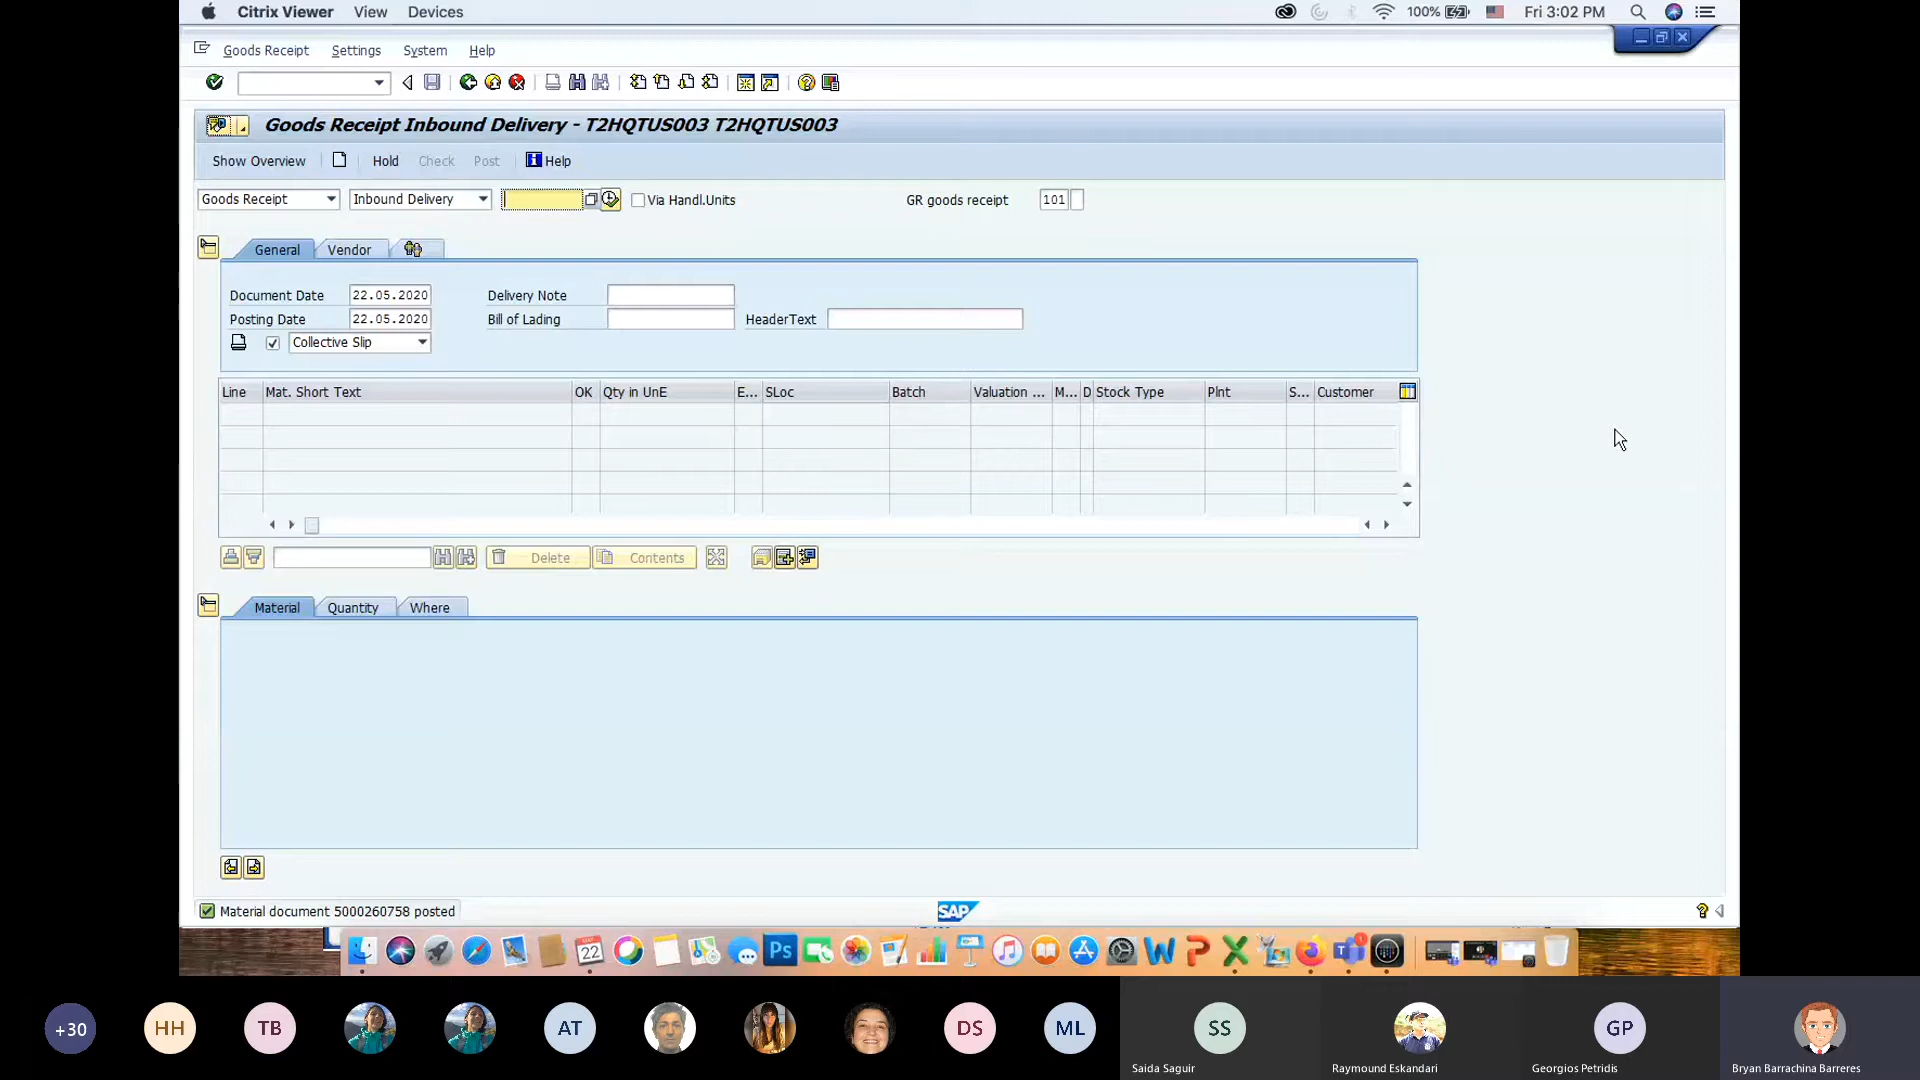 Citrix Viewer View Devices 100% Fri 3:02 PM
Goods Receipt Settings System Help
Goods Receipt Inbound Delivery - T2HQTUS003 T2HQTUS003
Show Overview Hold Check Post Help
Goods Receipt Inbound Delivery Via Handl.Units GR goods receipt 101
General Vendor
Document Date 22.05.2020 Delivery Note
Posting Date 22.05.2020 Bill of Lading HeaderText
Collective Slip
Line Mat. Short Text OK Qty in UnE E... SLoc Batch Valuation ... M... D Stock Type Plnt S... Customer
Delete Contents
Material Quantity Where
Material document 5000260758 posted SAP
22 Ps
+30 HH TB AT DS ML SS GP
Saida Saguir Raymound Eskandari Georgios Petridis Bryan Barrachina Barreres